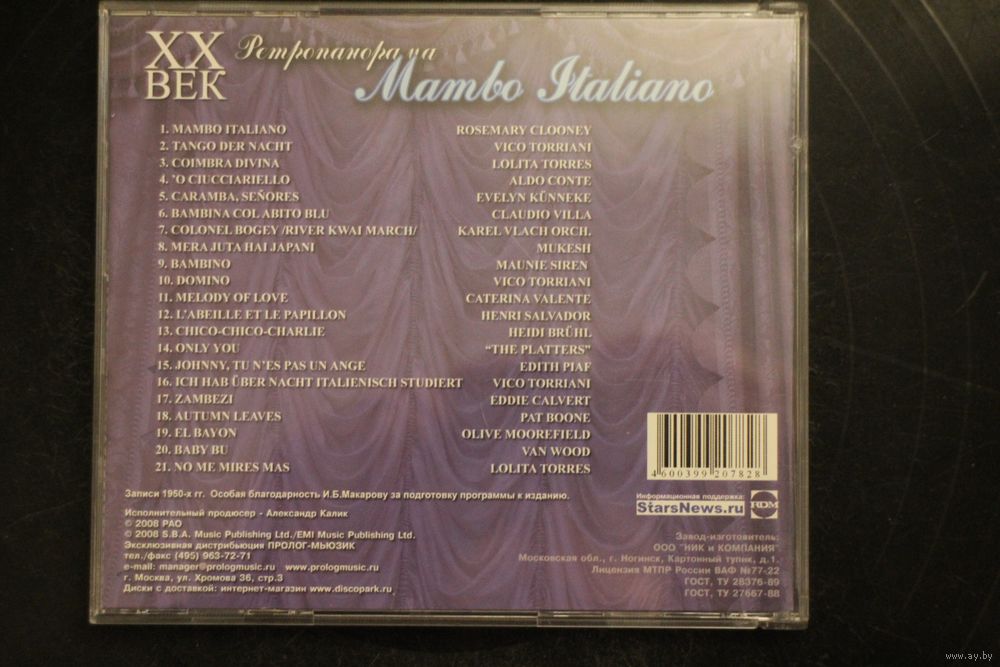 XX ВЕК Ретропанорама
Mambo Italiano
1. MAMBO ITALIANO ROSEMARY CLOONEY
2. TANGO DER NACHT VICO TORRIANI
3. COIMBRA DIVINA LOLITA TORRES
4. 'O CIUCCIARIELLO ALDO CONTE
5. CARAMBA, SEÑORES EVELYN KÜNNEKE
6. BAMBINA COL ABITO BLU CLAUDIO VILLA
7. COLONEL BOGEY /RIVER KWAI MARCH/ KAREL VLACH ORCH.
8. MERA JUTA HAI JAPANI MUKESH
9. BAMBINO MAUNIE SIREN
10. DOMINO VICO TORRIANI
11. MELODY OF LOVE CATERINA VALENTE
12. L'ABEILLE ET LE PAPILLON HENRI SALVADOR
13. CHICO-CHICO-CHARLIE HEIDI BRÜHL
14. ONLY YOU "THE PLATTERS"
15. JOHNNY, TU N'ES PAS UN ANGE EDITH PIAF
16. ICH HAB ÜBER NACHT ITALIENISCH STUDIERT VICO TORRIANI
17. ZAMBEZI EDDIE CALVERT
18. AUTUMN LEAVES PAT BOONE
19. EL BAYON OLIVE MOOREFIELD
20. BABY BU VAN WOOD
21. NO ME MIRES MAS LOLITA TORRES
4 600399 207828
Записи 1950-х гг. Особая благодарность И.Б.Макарову за подготовку программы к изданию.
Исполнительный продюсер - Александр Калик
© 2008 РАО
© 2008 S.B.A. Music Publishing Ltd./EMI Music Publishing Ltd.
Эксклюзивная дистрибьюция ПРОЛОГ-МЬЮЗИК
тел./факс (495) 963-72-71
e-mail: manager@prologmusic.ru www.prologmusic.ru
г. Москва, ул. Хромова 36, стр.3
Диски с доставкой: интернет-магазин www.discopark.ru
Информационная поддержка:
StarsNews.ru
RDM
Завод-изготовитель:
ООО "НИК и КОМПАНИЯ"
Московская обл., г. Ногинск, Картонный тупик, д.1.
Лицензия МТПР России ВАФ №77-22
ГОСТ, ТУ 28376-89
ГОСТ, ТУ 27667-88
www.ay.by